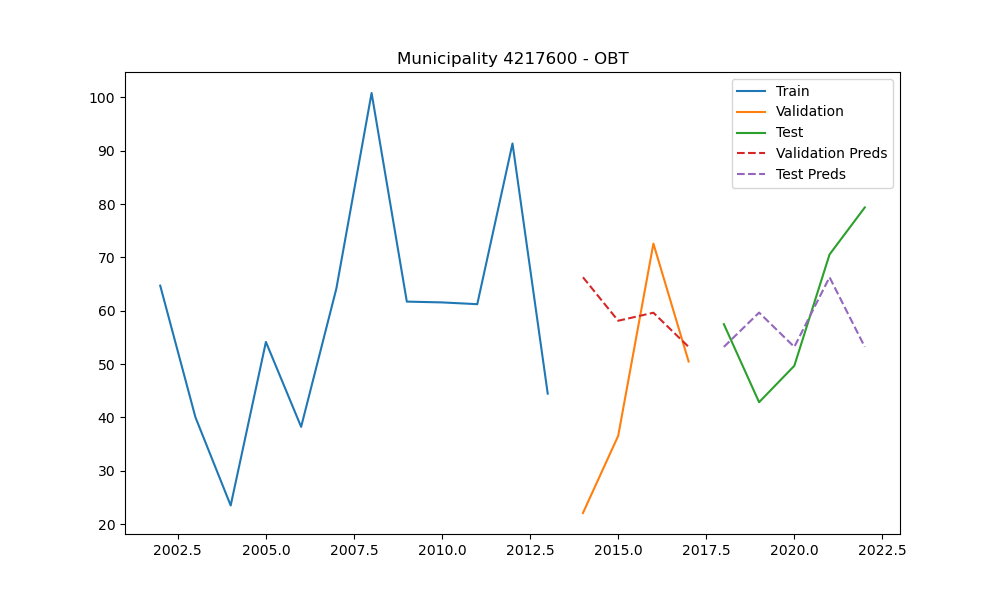 Municipality 4217600 - OBT
Train
Validation
Test
Validation Preds
Test Preds
100
90
80
70
60
50
40
30
20
2002.5 2005.0 2007.5 2010.0 2012.5 2015.0 2017.5 2020.0 2022.5